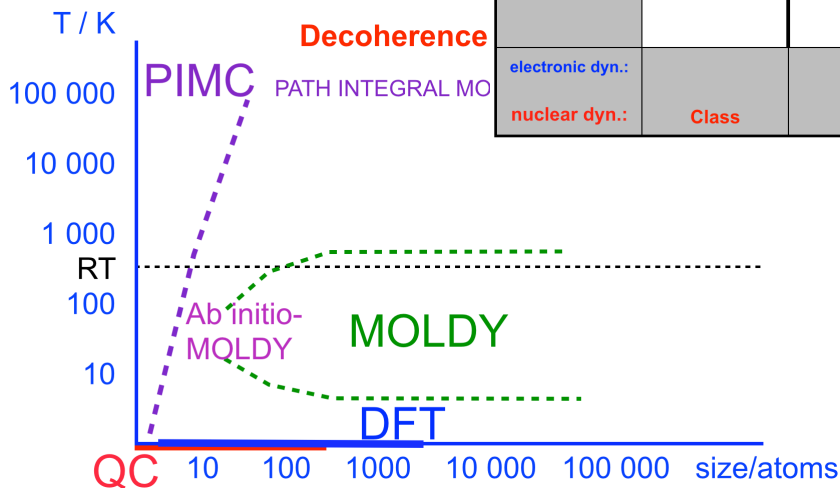 T / K
Decoherence
electronic dyn.:
nuclear dyn.:
Class
PIMC
PATH INTEGRAL MO
100 000
10 000
1 000
RT
100
Ab initio-
MOLDY
MOLDY
10
DFT
QC
10
100
1000
10 000
100 000
size/atoms